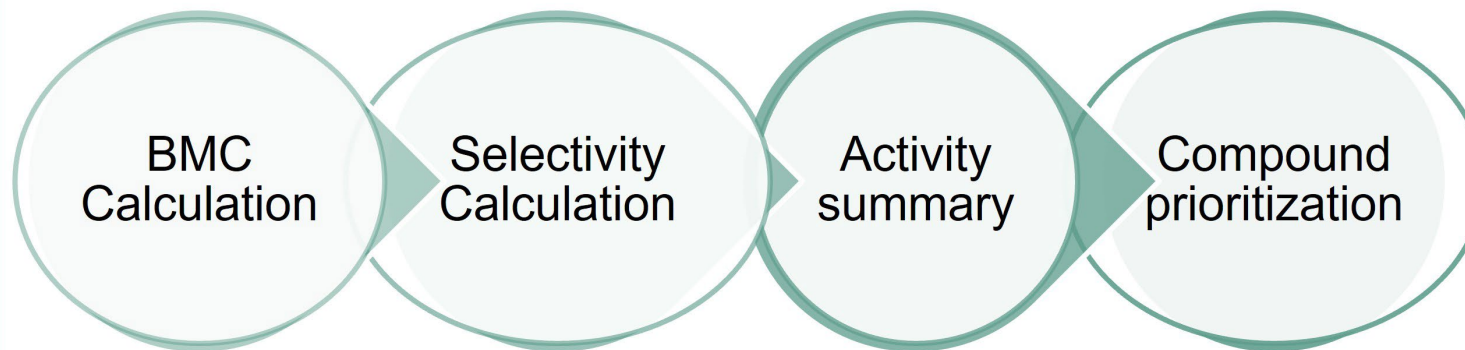 BMC
Calculation
Selectivity
Calculation
Activity
summary
Compound
prioritization